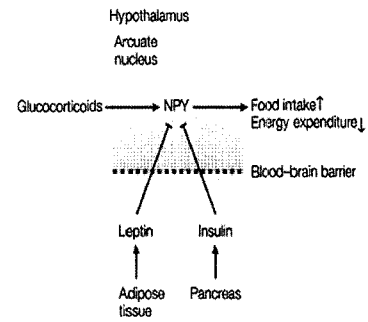 Hypothalamus
Arcuate
nucleus
Glucocorticoids
NPY
Food intake↑
Energy expenditure↓
Blood–brain barrier
Leptin
Insulin
Adipose
tissue
Pancreas